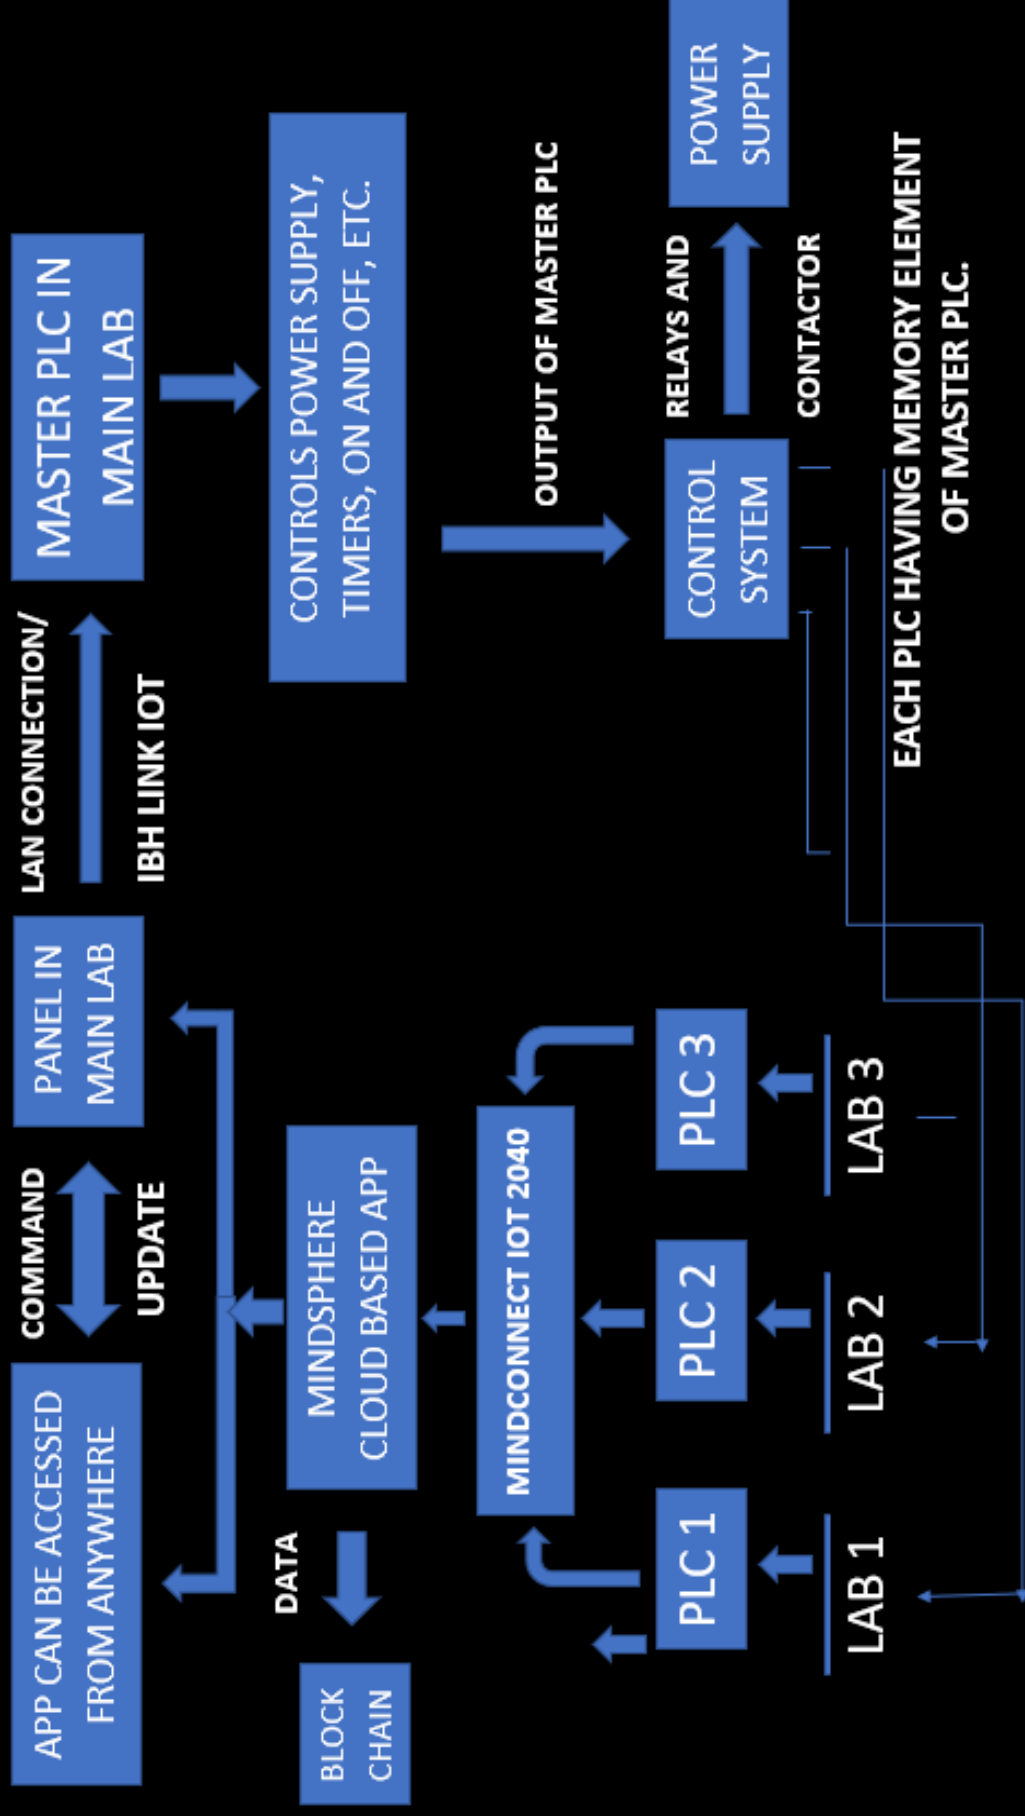 APP CAN BE ACCESSED
FROM ANYWHERE
COMMAND
UPDATE
PANEL IN
MAIN LAB
LAN CONNECTION/
IBH LINK IOT
MASTER PLC IN
MAIN LAB
BLOCK
CHAIN
DATA
MINDSPHERE
CLOUD BASED APP
CONTROLS POWER SUPPLY,
TIMERS, ON AND OFF, ETC.
MINDCONNECT IOT 2040
OUTPUT OF MASTER PLC
PLC 1
PLC 2
PLC 3
CONTROL
SYSTEM
RELAYS AND
CONTACTOR
POWER
SUPPLY
LAB 1
LAB 2
LAB 3
EACH PLC HAVING MEMORY ELEMENT
OF MASTER PLC.